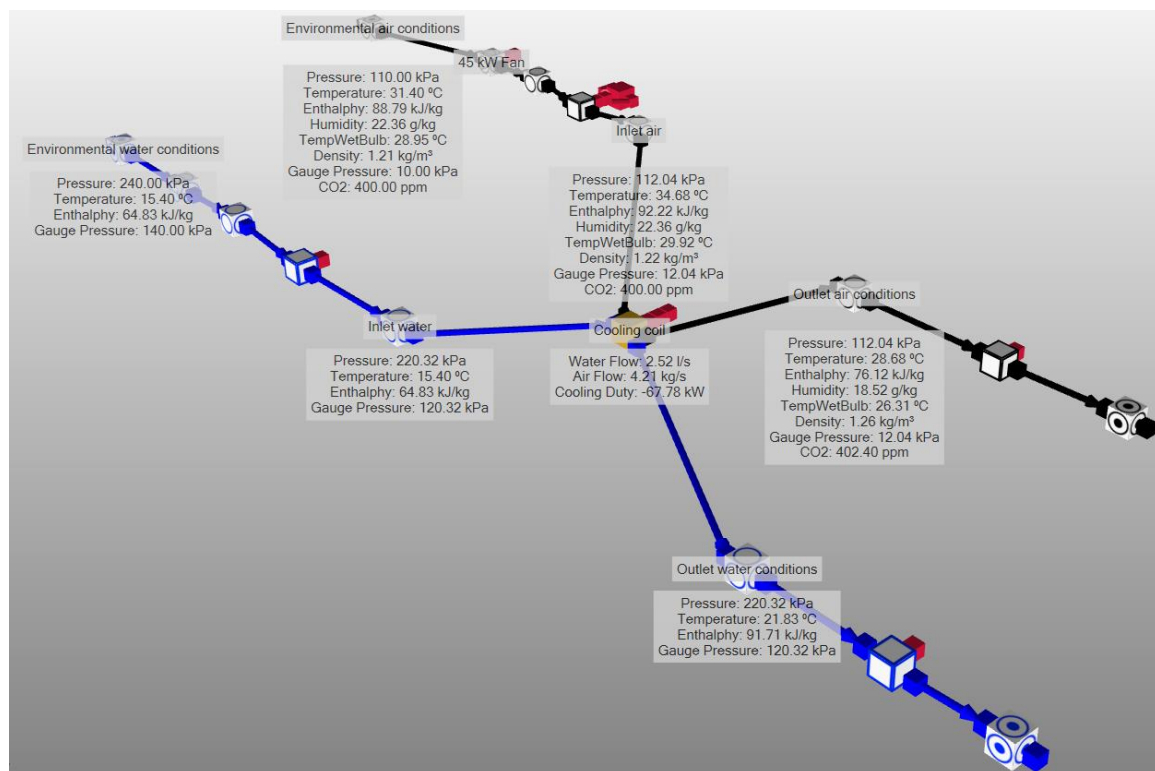 Environmental air conditions
45 kW Fan
Pressure: 110.00 kPa
Temperature: 31.40 ºC
Enthalphy: 88.79 kJ/kg
Humidity: 22.36 g/kg
TempWetBulb: 28.95 ºC
Density: 1.21 kg/m³
Gauge Pressure: 10.00 kPa
CO2: 400.00 ppm
Inlet air
Pressure: 112.04 kPa
Temperature: 34.68 ºC
Enthalphy: 92.22 kJ/kg
Humidity: 22.36 g/kg
TempWetBulb: 29.92 ºC
Density: 1.22 kg/m³
Gauge Pressure: 12.04 kPa
CO2: 400.00 ppm
Environmental water conditions
Pressure: 240.00 kPa
Temperature: 15.40 ºC
Enthalphy: 64.83 kJ/kg
Gauge Pressure: 140.00 kPa
Inlet water
Pressure: 220.32 kPa
Temperature: 15.40 ºC
Enthalphy: 64.83 kJ/kg
Gauge Pressure: 120.32 kPa
Cooling coil
Water Flow: 2.52 l/s
Air Flow: 4.21 kg/s
Cooling Duty: -67.78 kW
Outlet air conditions
Pressure: 112.04 kPa
Temperature: 28.68 ºC
Enthalphy: 76.12 kJ/kg
Humidity: 18.52 g/kg
TempWetBulb: 26.31 ºC
Density: 1.26 kg/m³
Gauge Pressure: 12.04 kPa
CO2: 402.40 ppm
Outlet water conditions
Pressure: 220.32 kPa
Temperature: 21.83 ºC
Enthalphy: 91.71 kJ/kg
Gauge Pressure: 120.32 kPa